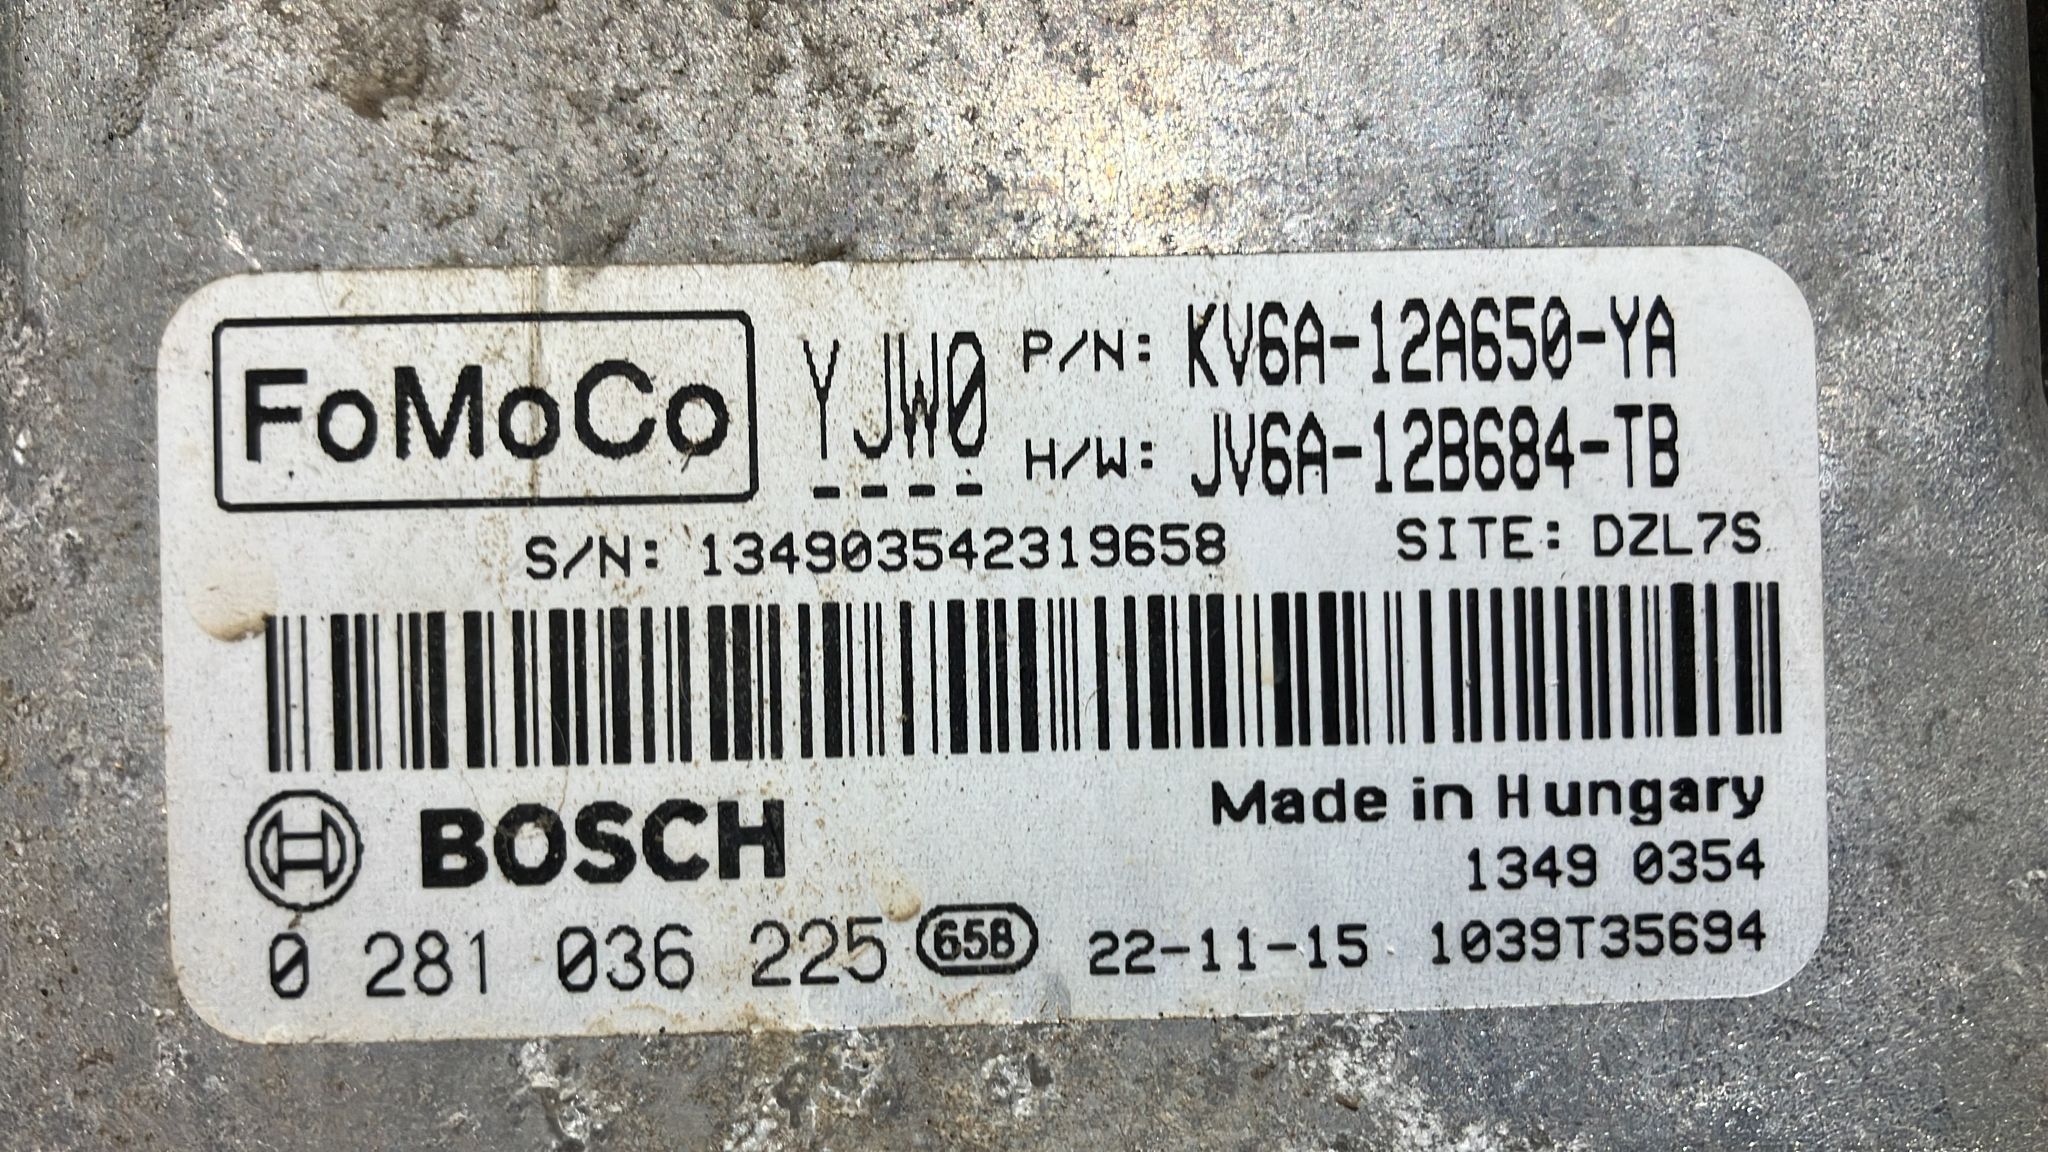 FoMoCo YJW0 P/N: KV6A-12A650-YA
H/W: JV6A-12B684-TB
S/N: 134903542319658 SITE: DZL7S
BOSCH Made in Hungary
1349 0354
0 281 036 225 65B 22-11-15 1039T35694